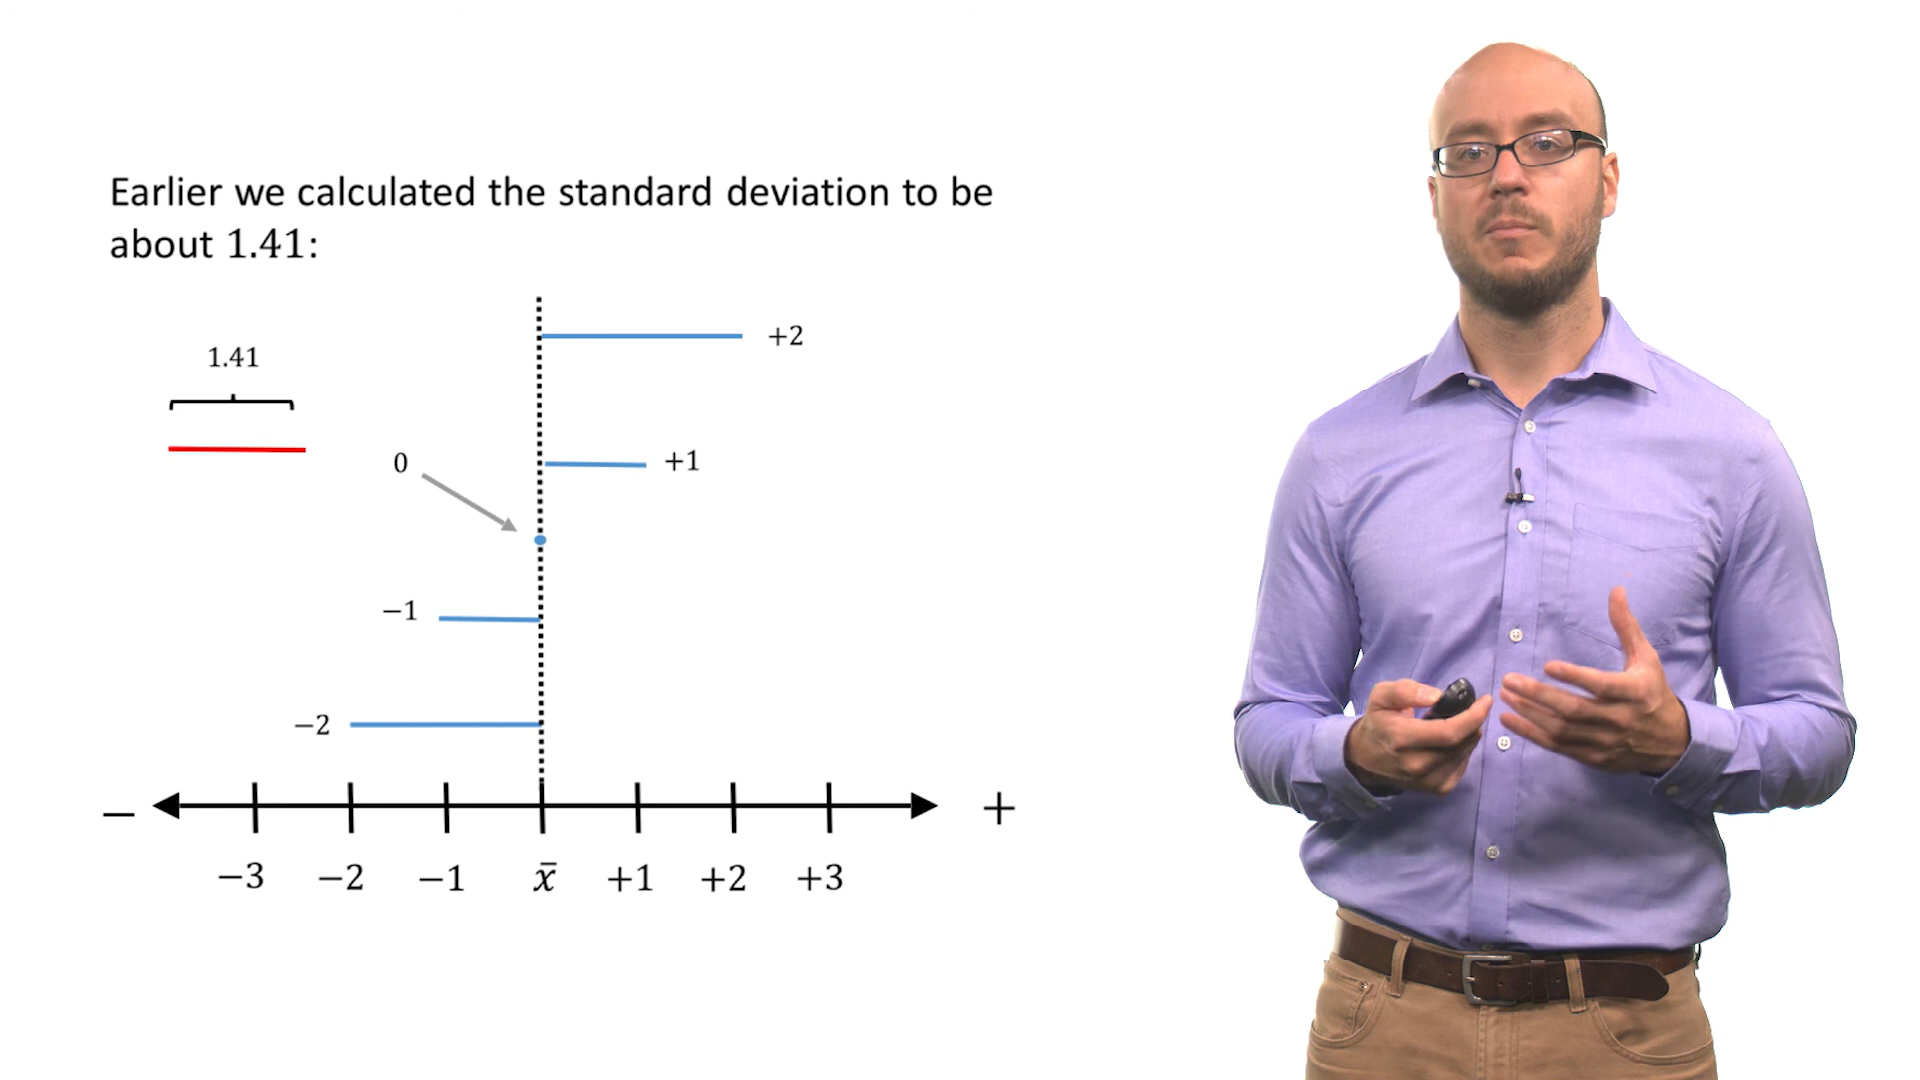 Earlier we calculated the standard deviation to be
about 1.41:
+2
1.41
0
+1
−1
−2
− +
−3 −2 −1 x̄ +1 +2 +3